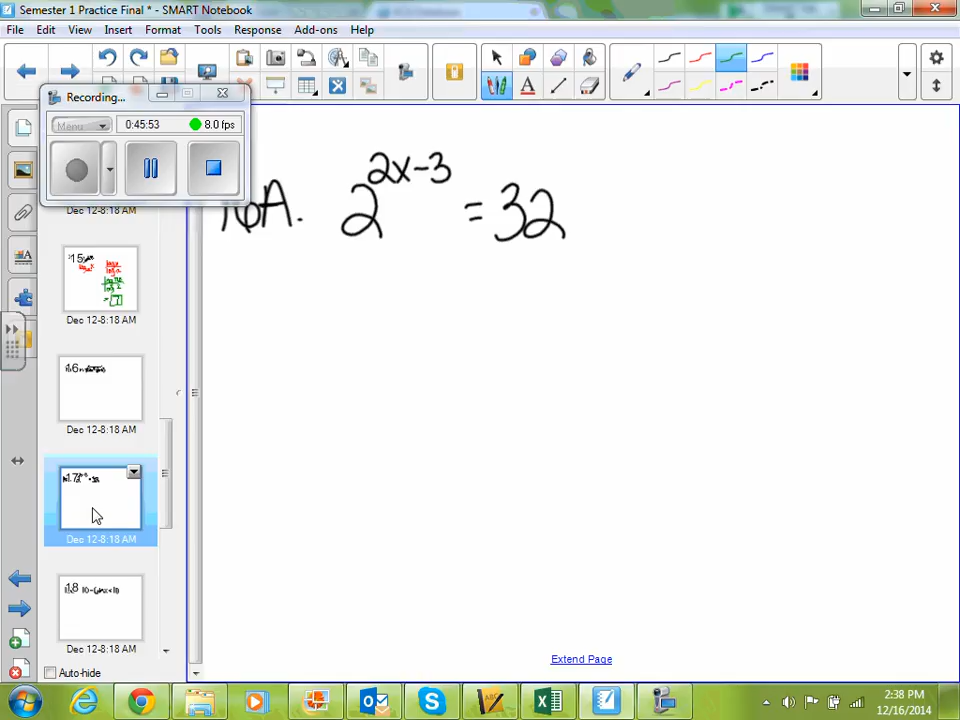 Semester 1 Practice Final * - SMART Notebook
File Edit View Insert Format Tools Response Add-ons Help
Recording...
Menu 0:45:53 8.0 fps
Dec 12-8:18 AM
16A. 2^{2x-3} = 32
15
7
Dec 12-8:18 AM
16
Dec 12-8:18 AM
17
Dec 12-8:18 AM
18
Dec 12-8:18 AM
Extend Page
Auto-hide
2:38 PM
12/16/2014